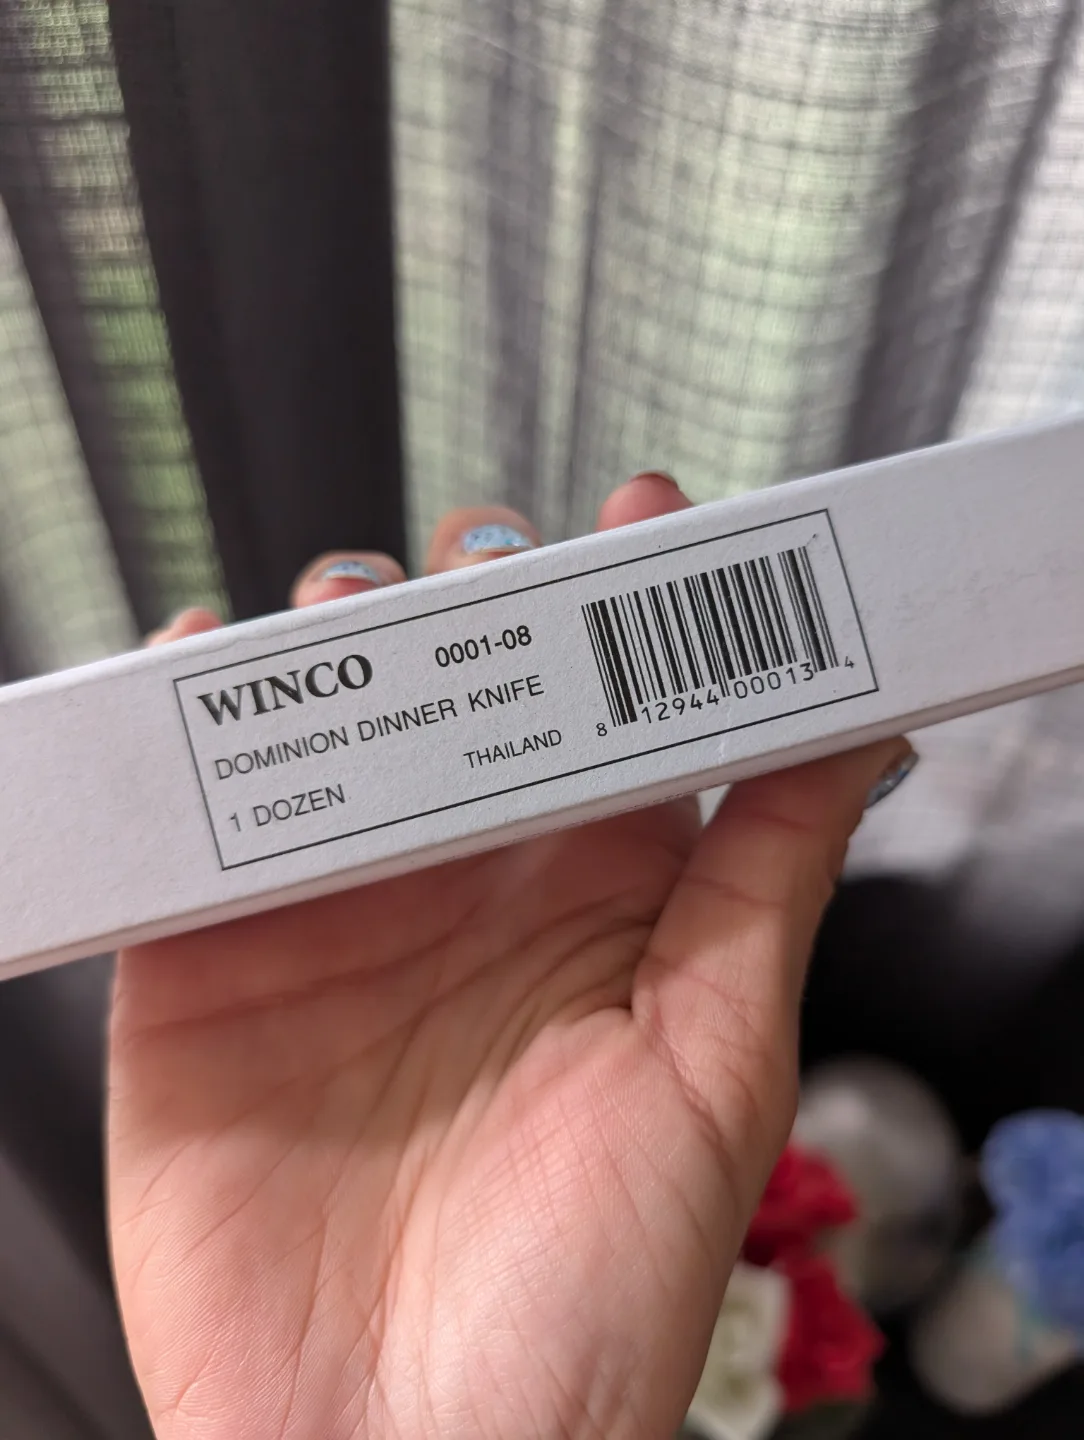 WINCO 0001-08
DOMINION DINNER KNIFE
1 DOZEN THAILAND
8 12944 00013 4